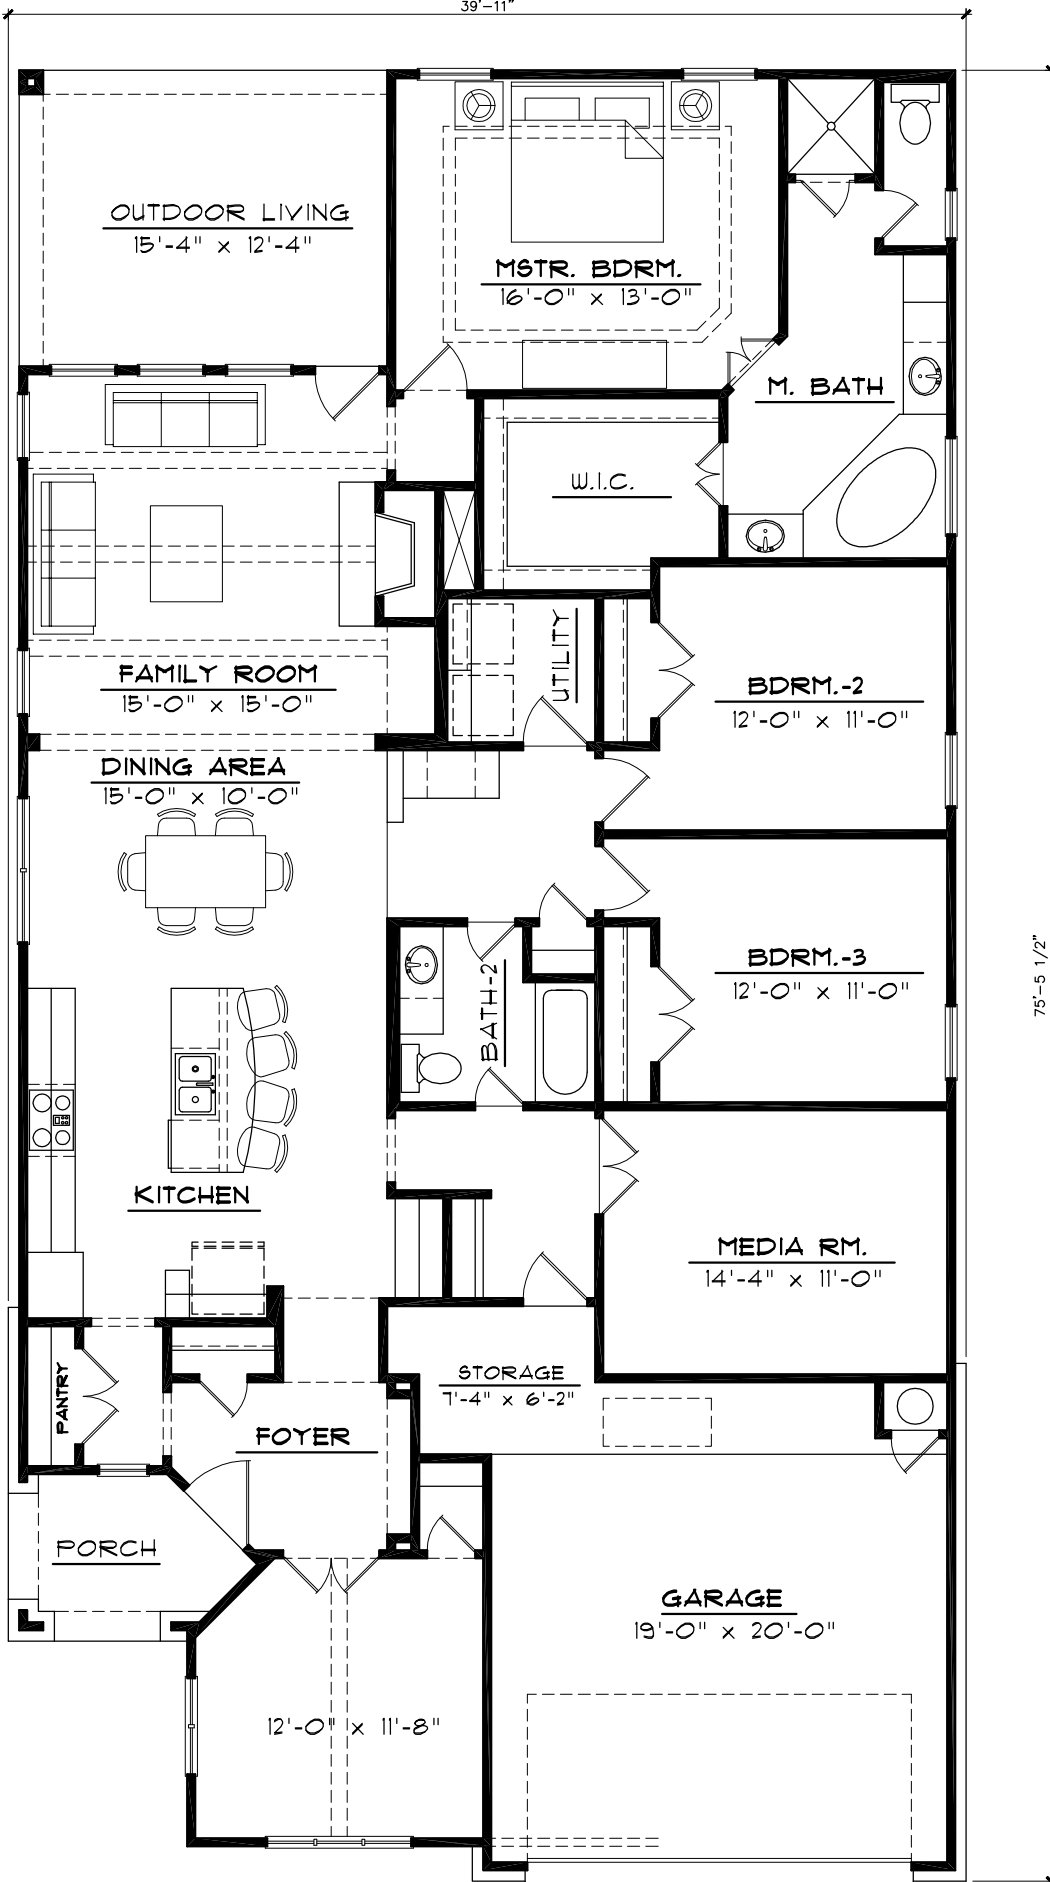 39'-11"
OUTDOOR LIVING
15'-4" x 12'-4"
MSTR. BDRM.
16'-0" x 13'-0"
M. BATH
W.I.C.
UTILITY
FAMILY ROOM
15'-0" x 15'-0"
BDRM.-2
12'-0" x 11'-0"
DINING AREA
15'-0" x 10'-0"
BDRM.-3
12'-0" x 11'-0"
BATH-2
75'-5 1/2"
KITCHEN
MEDIA RM.
14'-4" x 11'-0"
STORAGE
7'-4" x 6'-2"
PANTRY
FOYER
PORCH
GARAGE
19'-0" x 20'-0"
12'-0" x 11'-8"